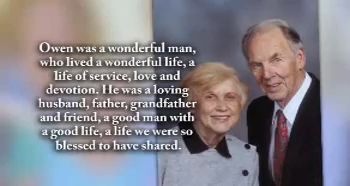 Owen was a wonderful man,
who lived a wonderful life, a
life of service, love and
devotion. He was a loving
husband, father, grandfather
and friend, a good man with
a good life, a life we were so
blessed to have shared.